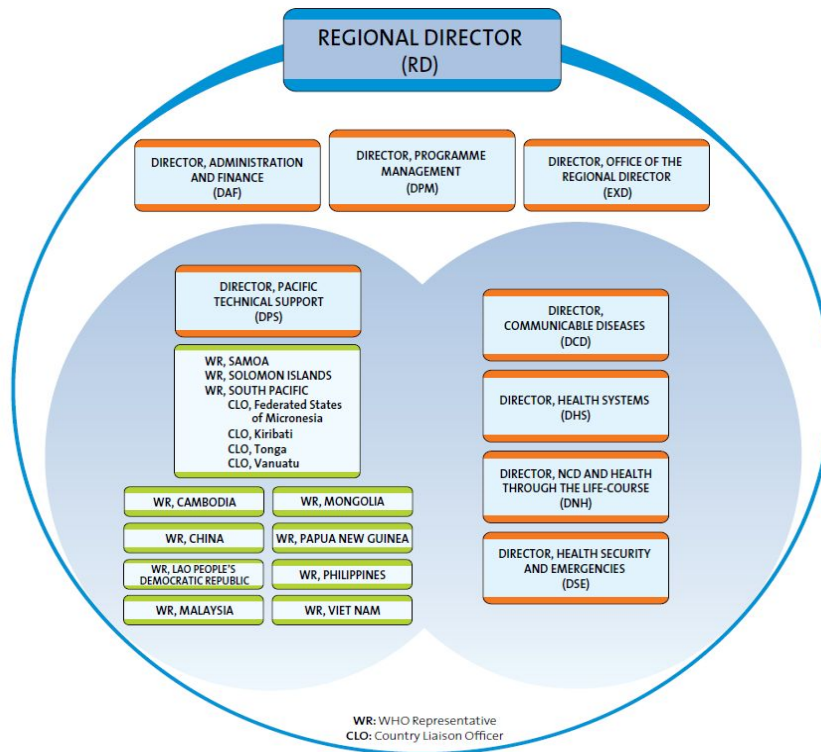 REGIONAL DIRECTOR
(RD)
DIRECTOR, ADMINISTRATION
AND FINANCE
(DAF)
DIRECTOR, PROGRAMME
MANAGEMENT
(DPM)
DIRECTOR, OFFICE OF THE
REGIONAL DIRECTOR
(EXD)
DIRECTOR, PACIFIC
TECHNICAL SUPPORT
(DPS)
WR, SAMOA
WR, SOLOMON ISLANDS
WR, SOUTH PACIFIC
CLO, Federated States
of Micronesia
CLO, Kiribati
CLO, Tonga
CLO, Vanuatu
WR, CAMBODIA
WR, MONGOLIA
WR, CHINA
WR, PAPUA NEW GUINEA
WR, LAO PEOPLE'S
DEMOCRATIC REPUBLIC
WR, PHILIPPINES
WR, MALAYSIA
WR, VIET NAM
DIRECTOR,
COMMUNICABLE DISEASES
(DCD)
DIRECTOR, HEALTH SYSTEMS
(DHS)
DIRECTOR, NCD AND HEALTH
THROUGH THE LIFE-COURSE
(DNH)
DIRECTOR, HEALTH SECURITY
AND EMERGENCIES
(DSE)
WR: WHO Representative
CLO: Country Liaison Officer